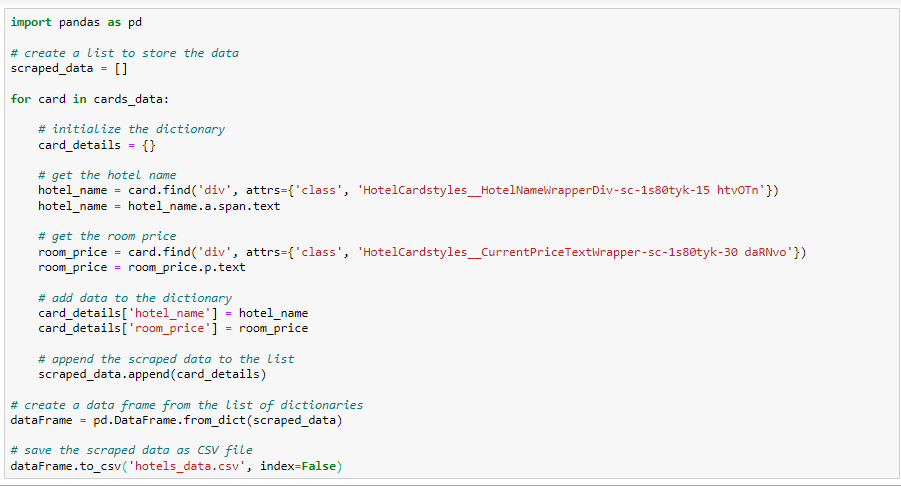 import pandas as pd
# create a list to store the data
scraped_data = []
for card in cards_data:
    # initialize the dictionary
    card_details = {}
    # get the hotel name
    hotel_name = card.find('div', attrs={'class', 'HotelCardstyles__HotelNameWrapperDiv-sc-1s80tyk-15 htvOTn'})
    hotel_name = hotel_name.a.span.text
    # get the room price
    room_price = card.find('div', attrs={'class', 'HotelCardstyles__CurrentPriceTextWrapper-sc-1s80tyk-30 daRNvo'})
    room_price = room_price.p.text
    # add data to the dictionary
    card_details['hotel_name'] = hotel_name
    card_details['room_price'] = room_price
    # append the scraped data to the list
    scraped_data.append(card_details)
# create a data frame from the list of dictionaries
dataFrame = pd.DataFrame.from_dict(scraped_data)
# save the scraped data as CSV file
dataFrame.to_csv('hotels_data.csv', index=False)